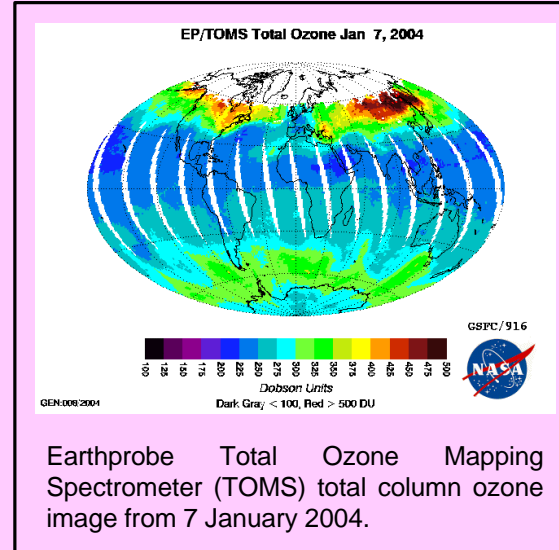 EP/TOMS Total Ozone Jan 7, 2004
GSFC/916
NASA
100 125 150 175 200 225 250 275 300 325 350 375 400 425 450 475 500
Dobson Units
GEN:008/2004
Dark Gray < 100, Red > 500 DU
Earthprobe Total Ozone Mapping
Spectrometer (TOMS) total column ozone
image from 7 January 2004.